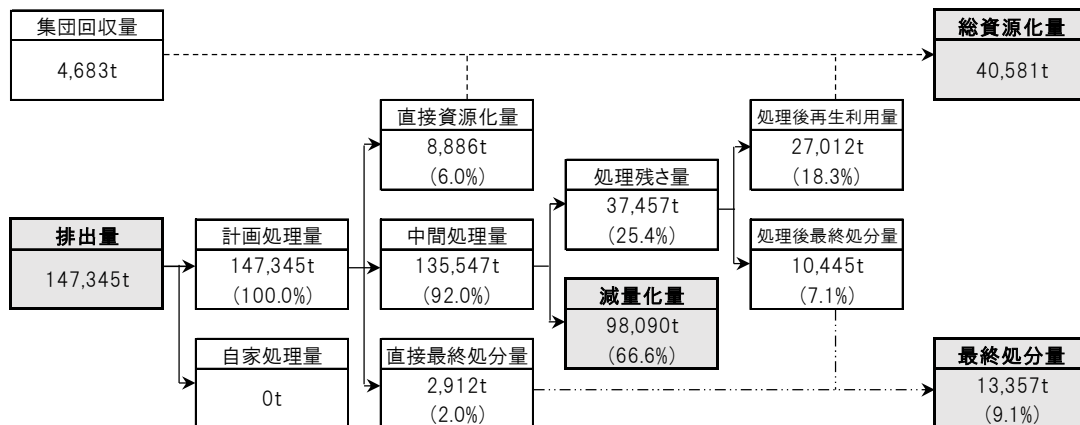 集団回収量
4,683t
総資源化量
40,581t
直接資源化量
8,886t
(6.0%)
処理後再生利用量
27,012t
(18.3%)
処理残さ量
37,457t
(25.4%)
排出量
147,345t
計画処理量
147,345t
(100.0%)
中間処理量
135,547t
(92.0%)
処理後最終処分量
10,445t
(7.1%)
減量化量
98,090t
(66.6%)
自家処理量
0t
直接最終処分量
2,912t
(2.0%)
最終処分量
13,357t
(9.1%)